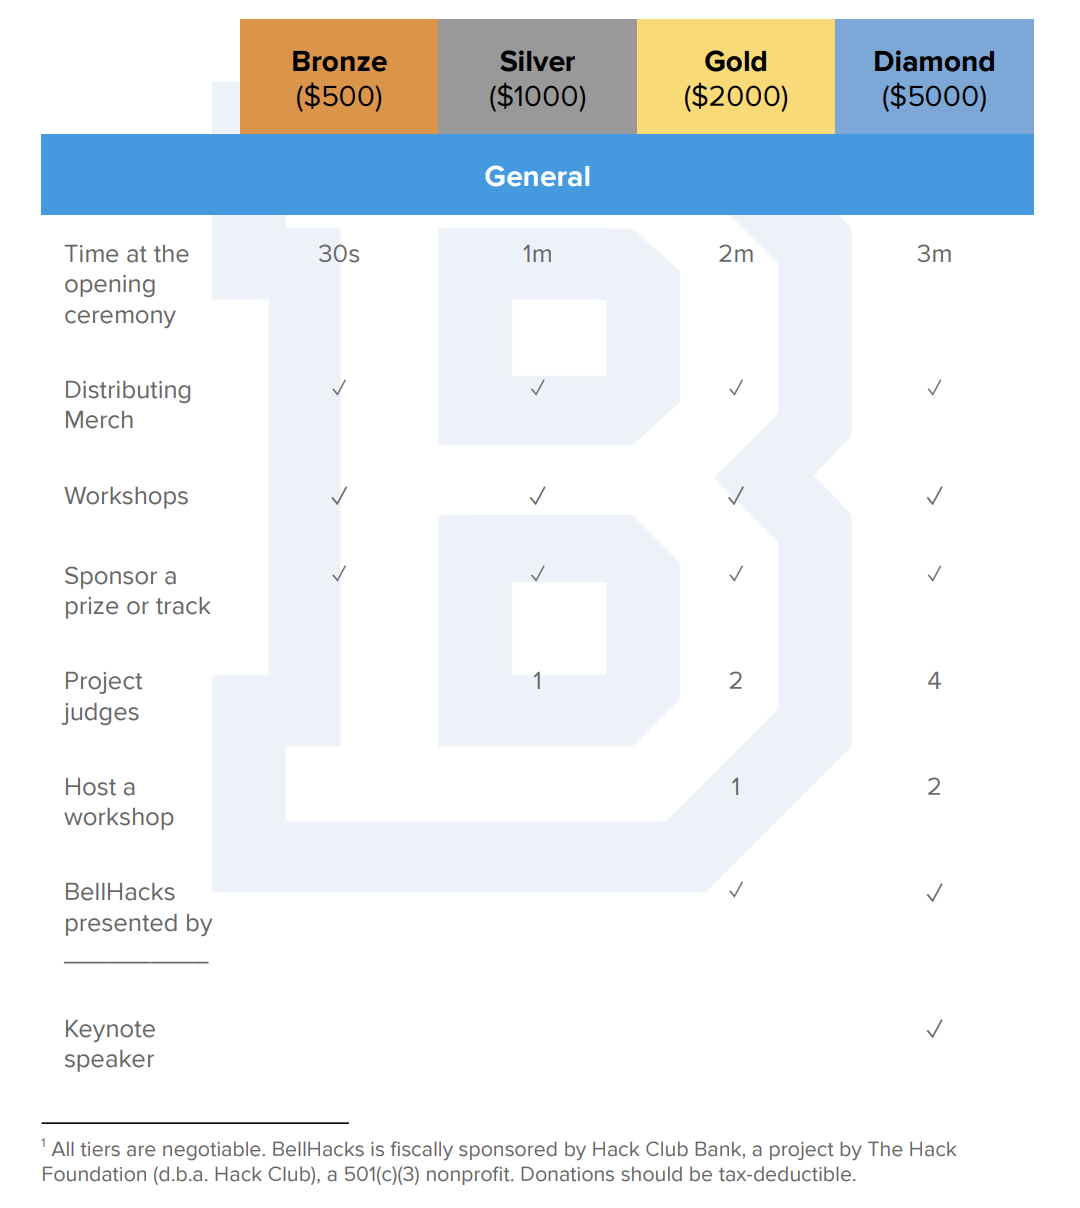 Bronze Silver Gold Diamond
($500) ($1000) ($2000) ($5000)
General
Time at the 30s 1m 2m 3m
opening
ceremony
Distributing ✓ ✓ ✓ ✓
Merch
Workshops ✓ ✓ ✓ ✓
Sponsor a ✓ ✓ ✓ ✓
prize or track
Project 1 2 4
judges
Host a 1 2
workshop
BellHacks ✓ ✓
presented by
___________
Keynote ✓
speaker
1 All tiers are negotiable. BellHacks is fiscally sponsored by Hack Club Bank, a project by The Hack
Foundation (d.b.a. Hack Club), a 501(c)(3) nonprofit. Donations should be tax-deductible.